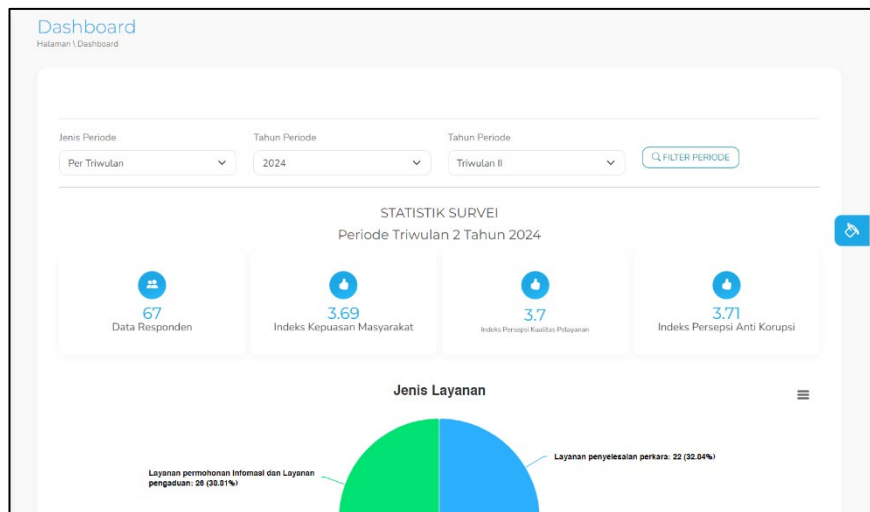 Dashboard
Halaman \ Dashboard
Jenis Periode
Tahun Periode
Tahun Periode
Per Triwulan
2024
Triwulan II
FILTER PERIODE
STATISTIK SURVEI
Periode Triwulan 2 Tahun 2024
67
Data Responden
3.69
Indeks Kepuasan Masyarakat
3.7
Indeks Persepsi Kualitas Pelayanan
3.71
Indeks Persepsi Anti Korupsi
Jenis Layanan
Layanan penyelesaian perkara: 22 (32.84%)
Layanan permohonan Infomasi dan Layanan
pengaduan: 26 (38.81%)